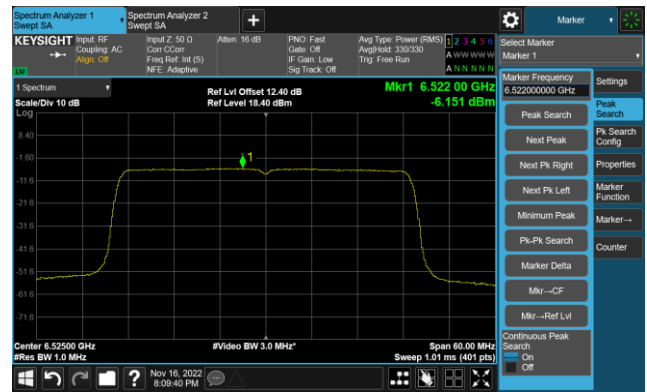 Spectrum Analyzer 1
Swept SA
Spectrum Analyzer 2
Swept SA
+
Marker
KEYSIGHT
Input: RF
Coupling: AC
Align: Off
Input Z: 50 Ω
Corr CCorr
Freq Ref: Int (S)
NFE: Adaptive
Atten: 16 dB
PNO: Fast
Gate: Off
IF Gain: Low
Sig Track: Off
Avg Type: Power (RMS)
Avg|Hold: 330/330
Trig: Free Run
1 2 3 4 5 6
A W W W W W
A N N N N N
Select Marker
Marker 1
1 Spectrum
Scale/Div 10 dB
Log
Ref Lvl Offset 12.40 dB
Ref Level 18.40 dBm
Mkr1 6.522 00 GHz
-6.151 dBm
8.40
-1.60
-11.6
-21.6
-31.6
-41.6
-51.6
-61.6
-71.6
1
Center 6.52500 GHz
#Res BW 1.0 MHz
#Video BW 3.0 MHz*
Span 60.00 MHz
Sweep 1.01 ms (401 pts)
Marker Frequency
6.522000000 GHz
Peak Search
Next Peak
Next Pk Right
Next Pk Left
Minimum Peak
Pk-Pk Search
Marker Delta
Mkr→CF
Mkr→Ref Lvl
Continuous Peak
Search
On
Off
Settings
Peak
Search
Pk Search
Config
Properties
Marker
Function
Marker→
Counter
?
Nov 16, 2022
8:09:40 PM